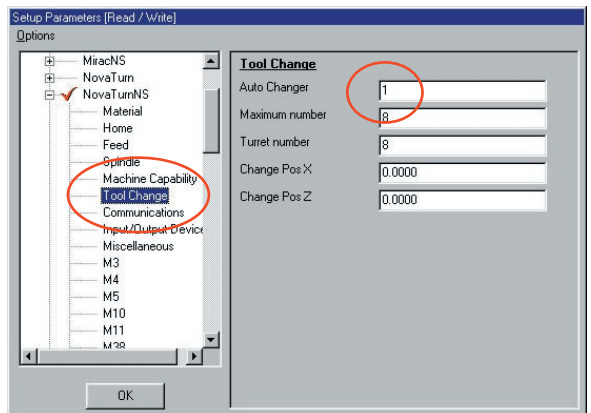 Setup Parameters [Read / Write]
Options
MiracNS
NovaTurn
NovaTurnNS
Material
Home
Feed
Spindle
Machine Capability
Tool Change
Communications
Input/Output Device
Miscellaneous
M3
M4
M5
M10
M11
M38
OK
Tool Change
Auto Changer 1
Maximum number 8
Turret number 8
Change Pos X 0.0000
Change Pos Z 0.0000